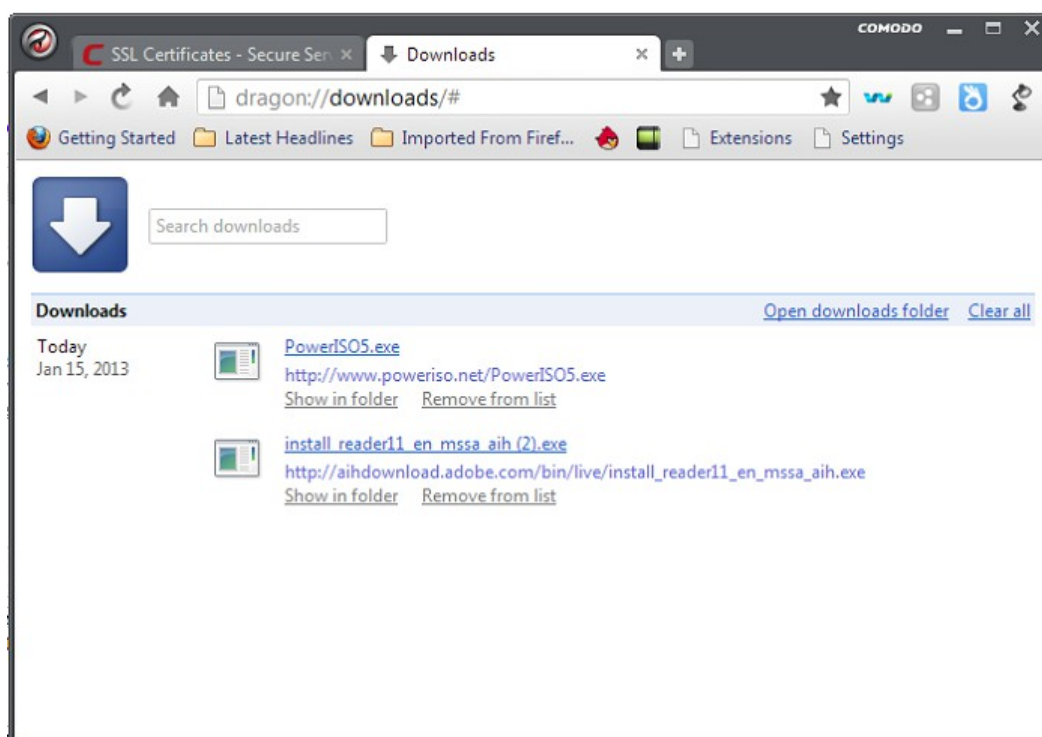 COMODO
SSL Certificates - Secure Ser
Downloads
dragon://downloads/#
Getting Started Latest Headlines Imported From Firef... Extensions Settings
Search downloads
Downloads Open downloads folder Clear all
Today PowerISO5.exe
Jan 15, 2013 http://www.poweriso.net/PowerISO5.exe
Show in folder Remove from list
install_reader11_en_mssa_aih (2).exe
http://aihdownload.adobe.com/bin/live/install_reader11_en_mssa_aih.exe
Show in folder Remove from list